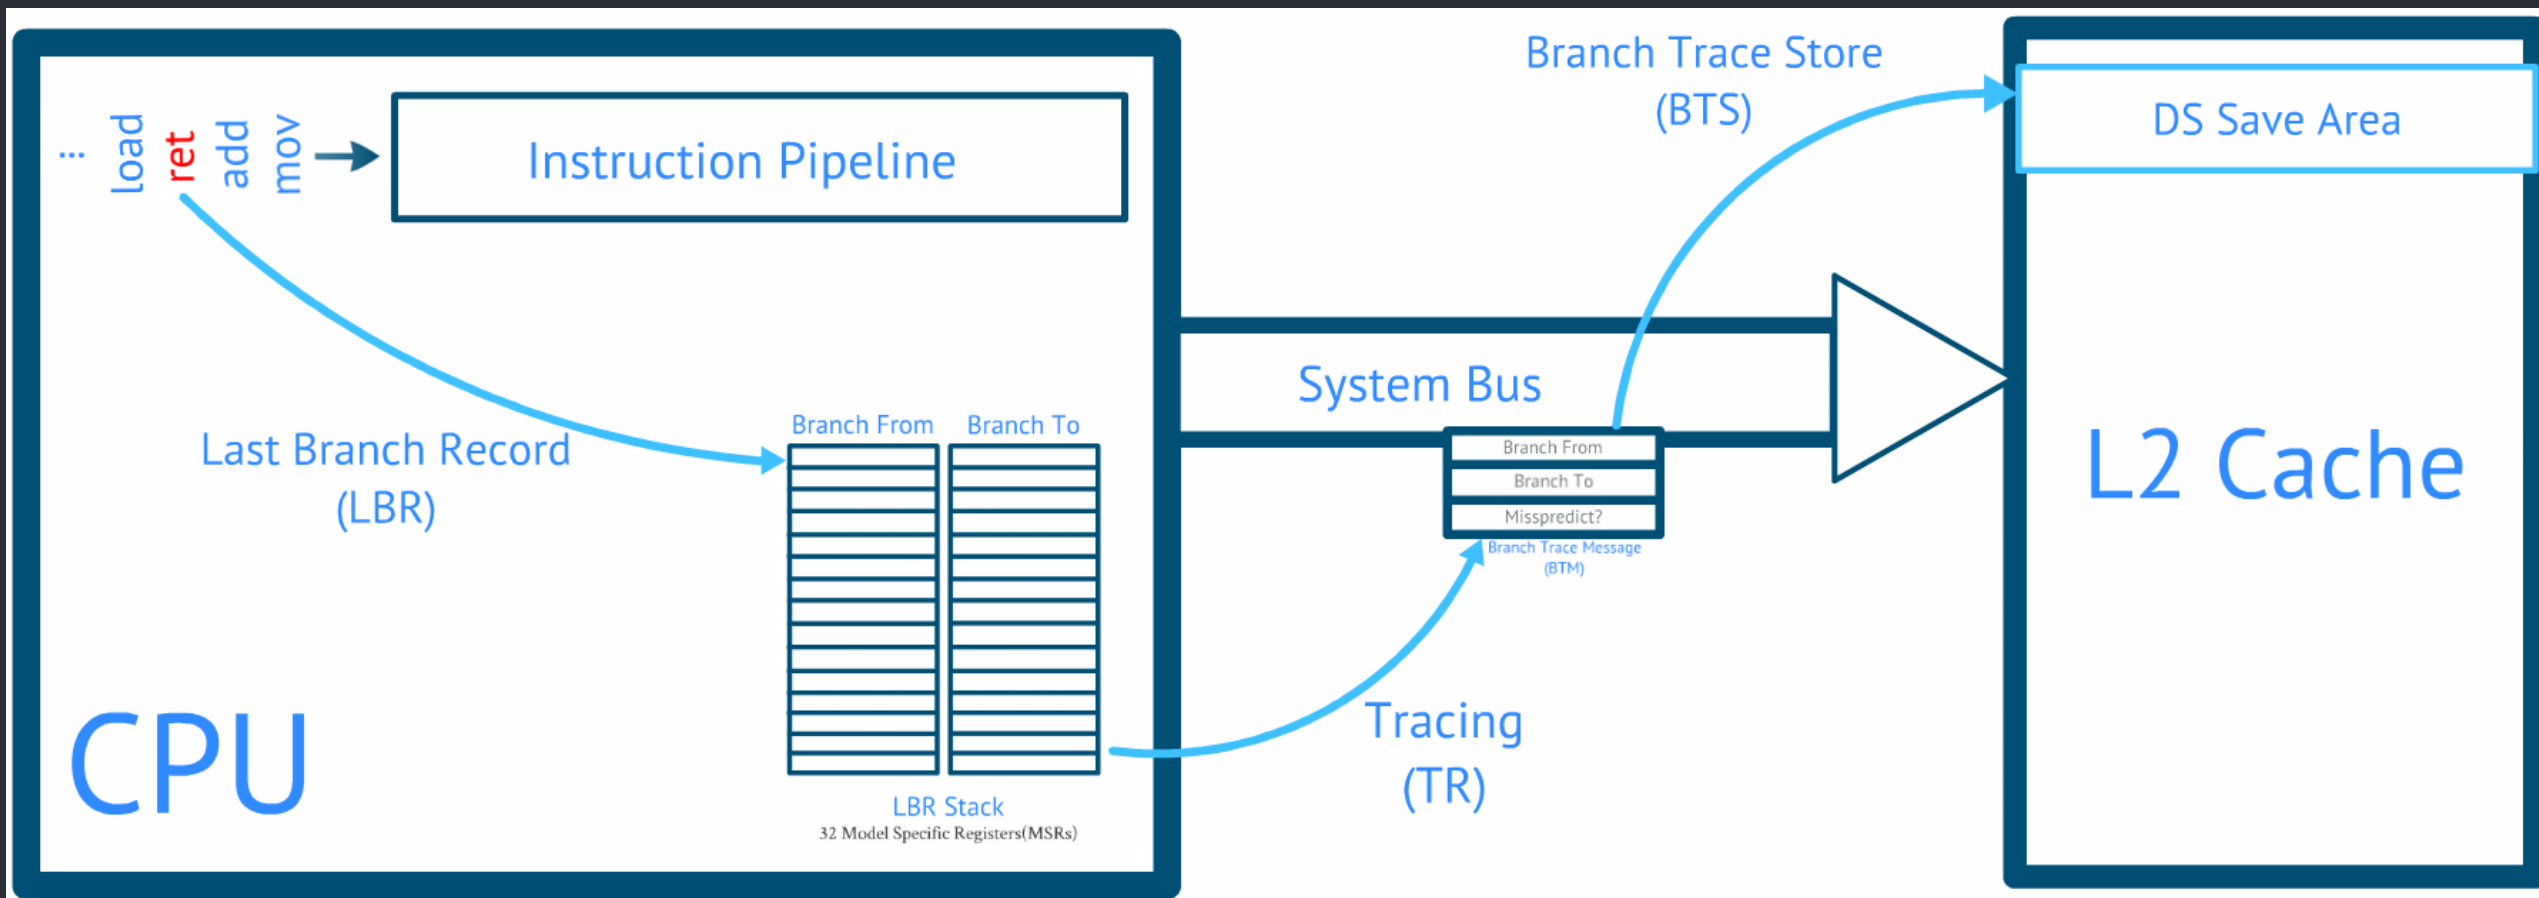 ...
load
ret
add
mov
Instruction Pipeline
Last Branch Record
(LBR)
Branch From
Branch To
LBR Stack
32 Model Specific Registers(MSRs)
CPU
System Bus
Branch Trace Store
(BTS)
Branch From
Branch To
Misspredict?
Branch Trace Message
(BTM)
Tracing
(TR)
DS Save Area
L2 Cache